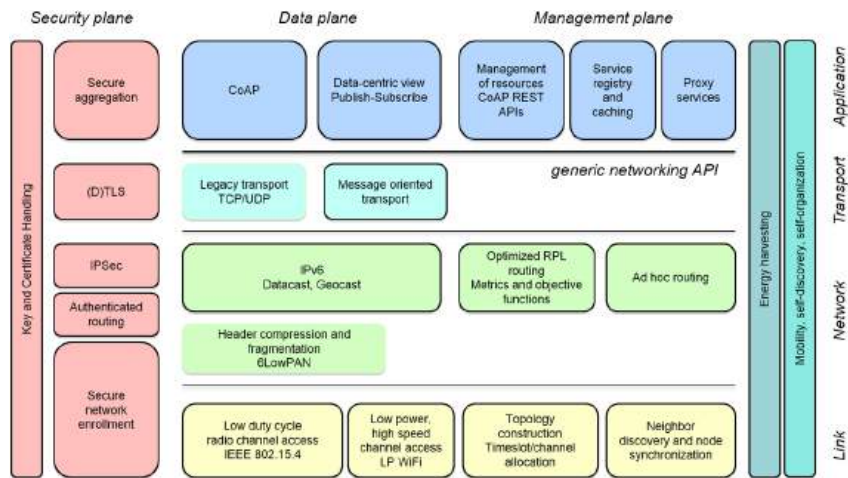 Security plane
Data plane
Management plane
Key and Certificate Handling
Secure
aggregation
CoAP
Data-centric view
Publish-Subscribe
Management
of resources
CoAP REST
APIs
Service
registry
and
caching
Proxy
services
Application
generic networking API
(D)TLS
Legacy transport
TCP/UDP
Message oriented
transport
Transport
IPSec
IPv6
Datacast, Geocast
Optimized RPL
routing
Metrics and objective
functions
Ad hoc routing
Authenticated
routing
Header compression and
fragmentation
6LowPAN
Network
Secure
network
enrollment
Low duty cycle
radio channel access
IEEE 802.15.4
Low power,
high speed
channel access
LP WiFi
Topology
construction
Timeslot/channel
allocation
Neighbor
discovery and node
synchronization
Link
Energy harvesting
Mobility, self-discovery, self-organization